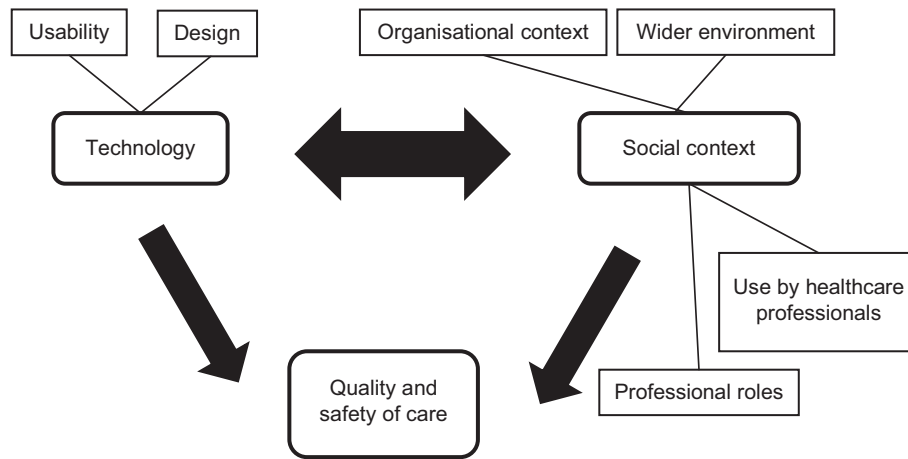 Usability
Design
Organisational context
Wider environment
Technology
Social context
Use by healthcare
professionals
Quality and
safety of care
Professional roles